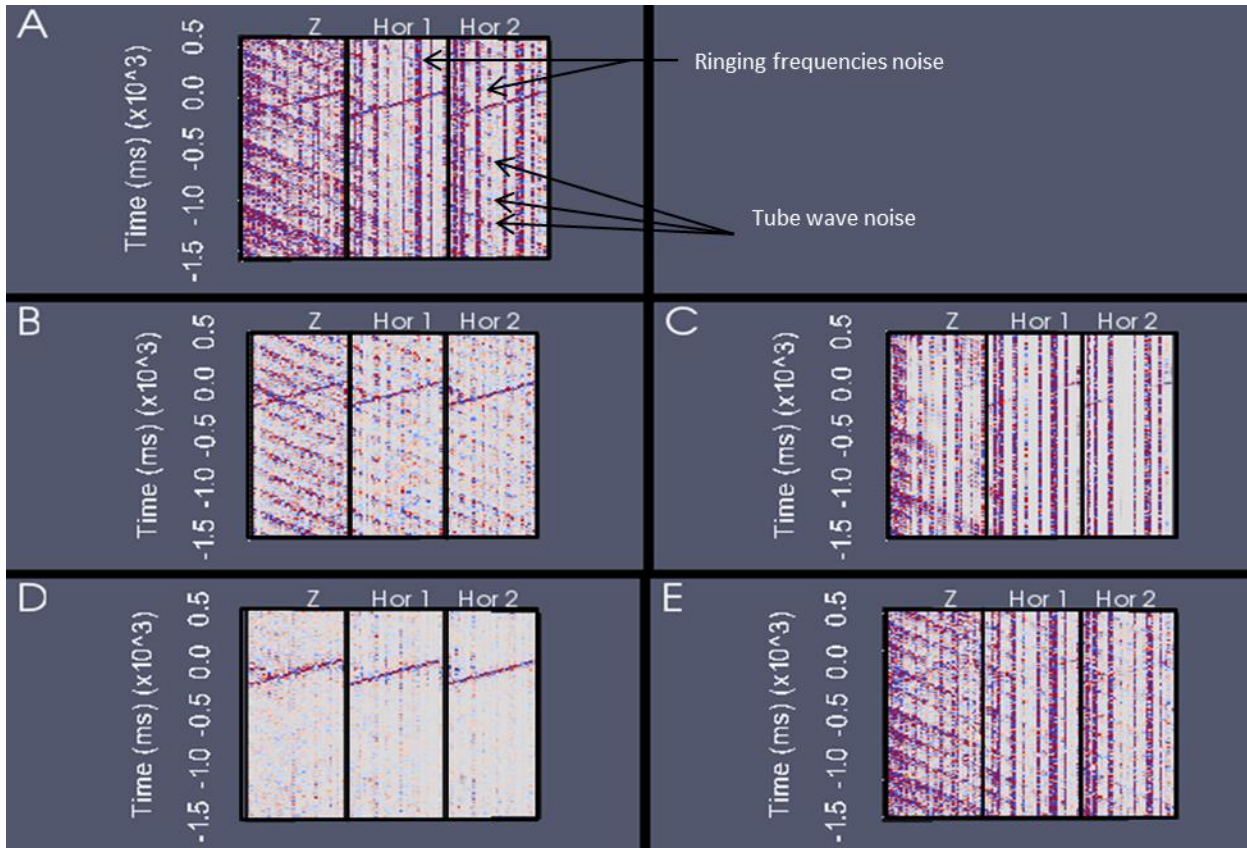 A
Z Hor 1 Hor 2
Time (ms) (x10^3)
-1.5 -1.0 -0.5 0.0 0.5
Ringing frequencies noise
Tube wave noise
B
Z Hor 1 Hor 2
Time (ms) (x10^3)
-1.5 -1.0 -0.5 0.0 0.5
C
Z Hor 1 Hor 2
Time (ms) (x10^3)
-1.5 -1.0 -0.5 0.0 0.5
D
Z Hor 1 Hor 2
Time (ms) (x10^3)
-1.5 -1.0 -0.5 0.0 0.5
E
Z Hor 1 Hor 2
Time (ms) (x10^3)
-1.5 -1.0 -0.5 0.0 0.5